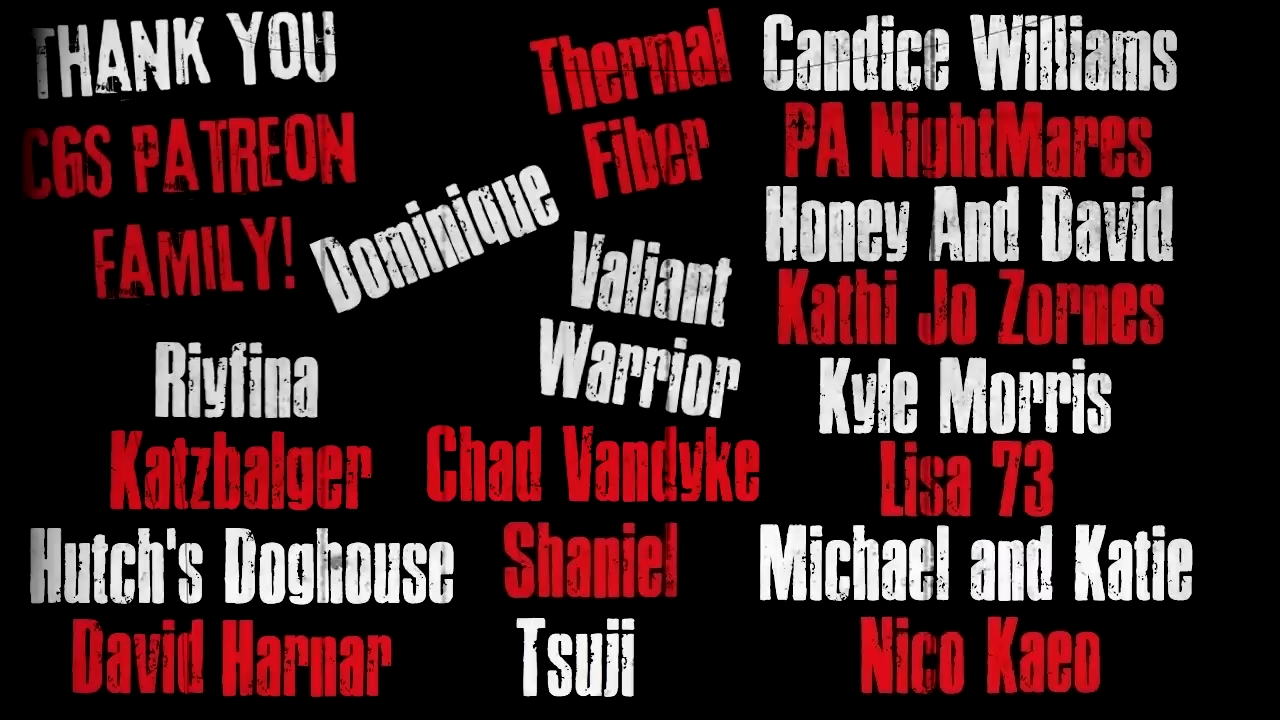 THANK YOU
CGS PATREON
FAMILY!
Dominique
Riyfina
Katzbalger
Hutch's Doghouse
David Harnar
Thermal
Fiber
Valiant
Warrior
Chad Vandyke
Shaniel
Tsuji
Candice Williams
PA NightMares
Honey And David
Kathi Jo Zornes
Kyle Morris
Lisa 73
Michael and Katie
Nico Kaeo